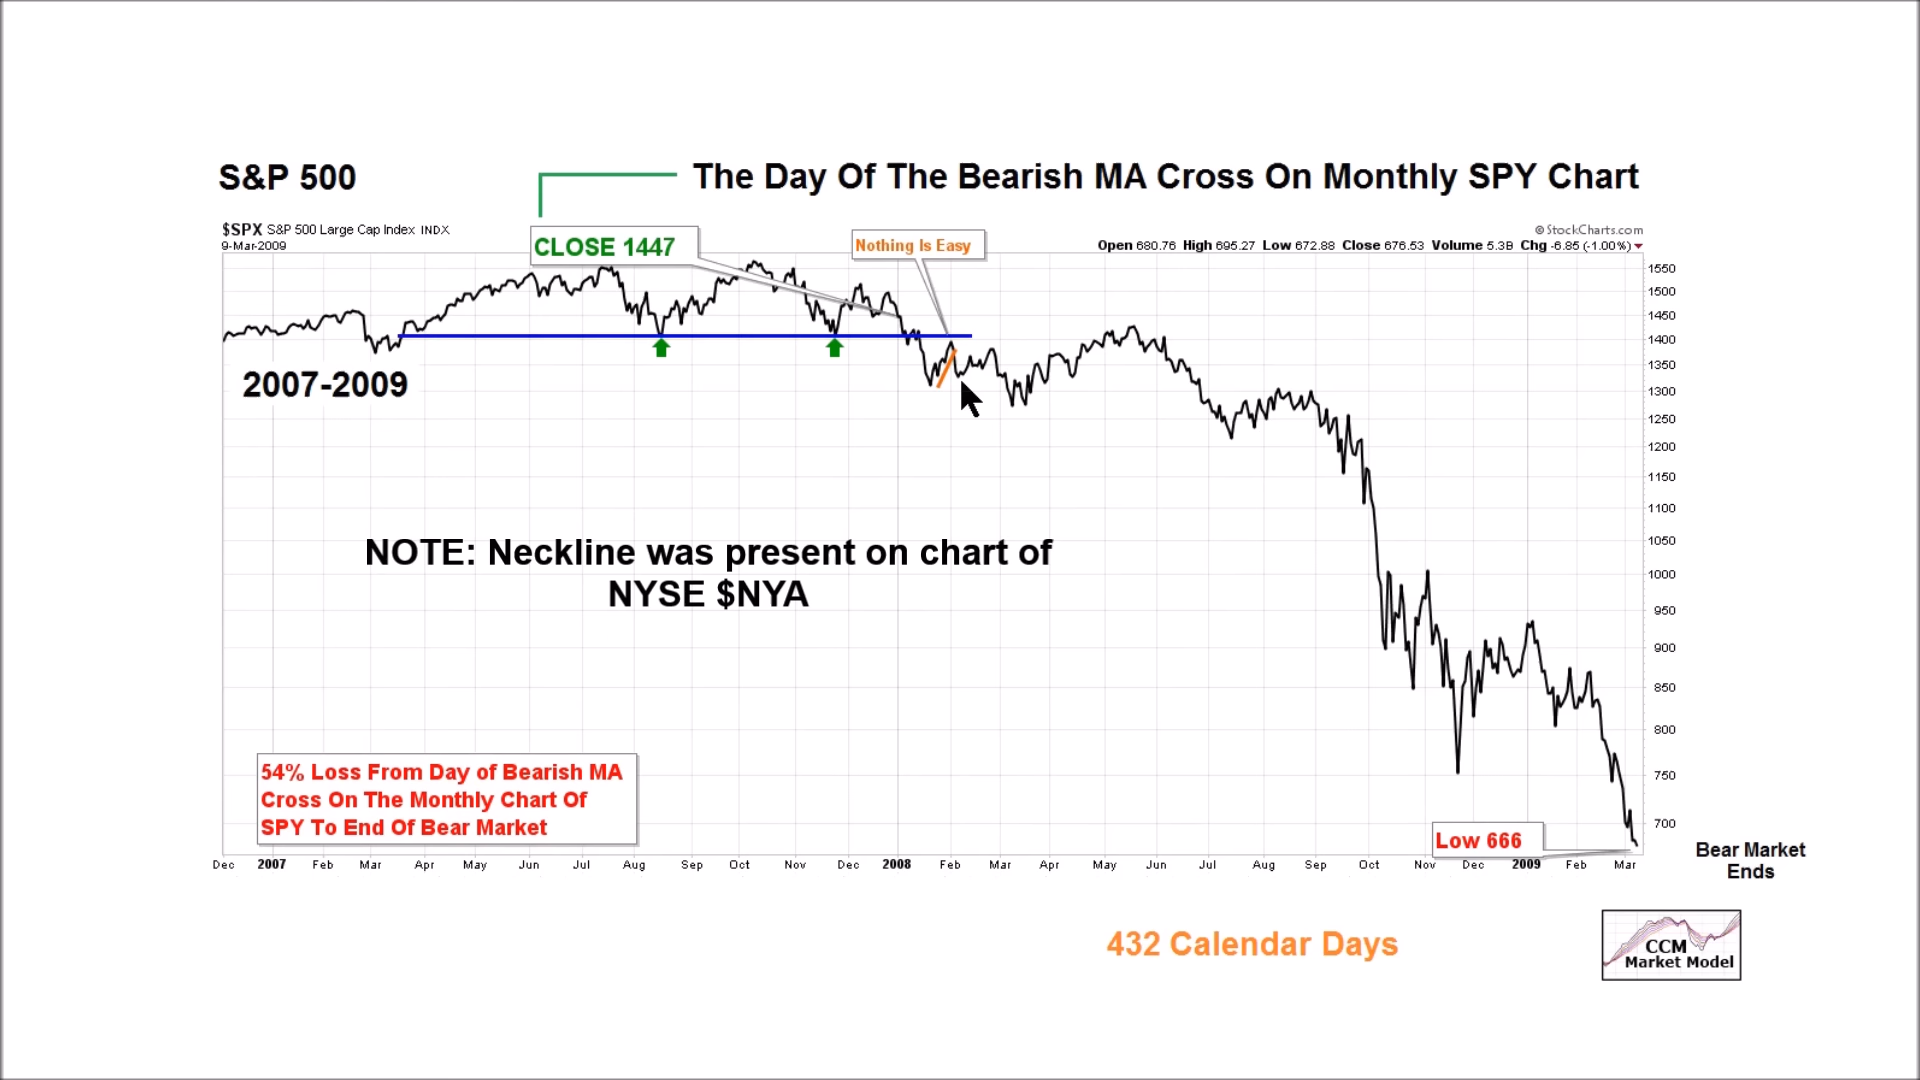 S&P 500
The Day Of The Bearish MA Cross On Monthly SPY Chart
$SPX S&P 500 Large Cap Index INDX
© StockCharts.com
9-Mar-2009
Open 680.76 High 695.27 Low 672.88 Close 676.53 Volume 5.3B Chg -6.85 (-1.00%)
CLOSE 1447
Nothing Is Easy
1550
1500
1450
1400
1350
1300
1250
1200
1150
1100
1050
1000
950
900
850
800
750
700
2007-2009
NOTE: Neckline was present on chart of
NYSE $NYA
54% Loss From Day of Bearish MA
Cross On The Monthly Chart Of
SPY To End Of Bear Market
Low 666
Dec 2007 Feb Mar Apr May Jun Jul Aug Sep Oct Nov Dec 2008 Feb Mar Apr May Jun Jul Aug Sep Oct Nov Dec 2009 Feb Mar
Bear Market
Ends
432 Calendar Days
CCM
Market Model